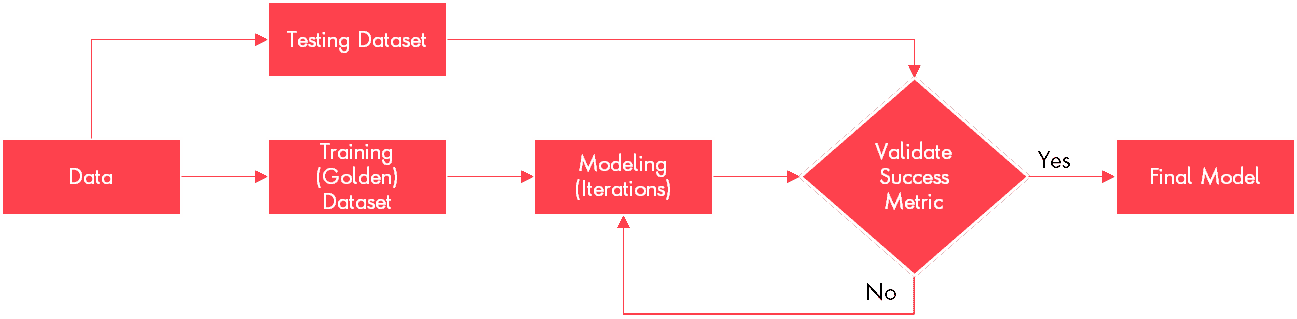 Testing Dataset
Data
Training
(Golden)
Dataset
Modeling
(Iterations)
Validate
Success
Metric
Yes
Final Model
No